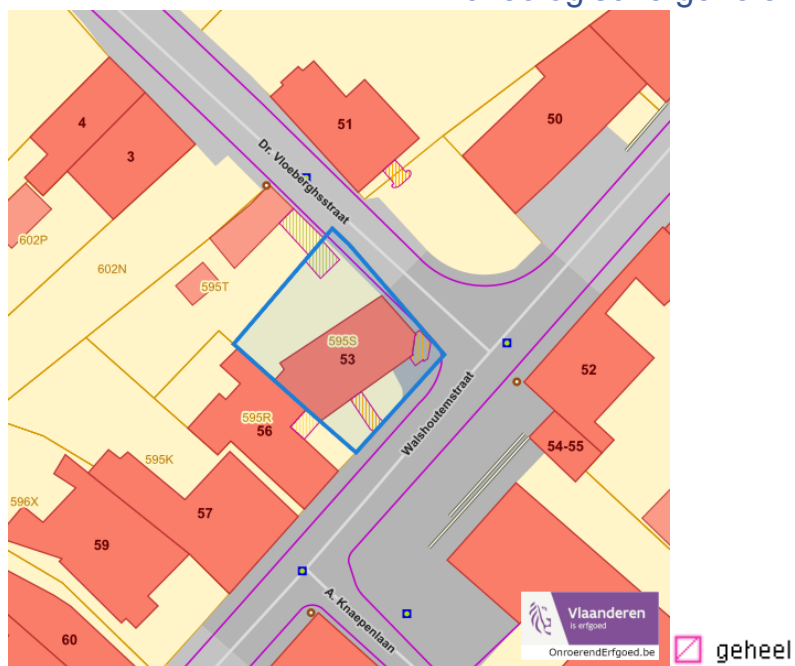 4
3
51
50
Dr. Vloeberghsstraat
602P
602N
595T
595S
53
52
Walshoutemstraat
595R
56
54-55
595K
596X
57
59
A. Knaepenlaan
60
Vlaanderen
is erfgoed
OnroerendErfgoed.be
geheel